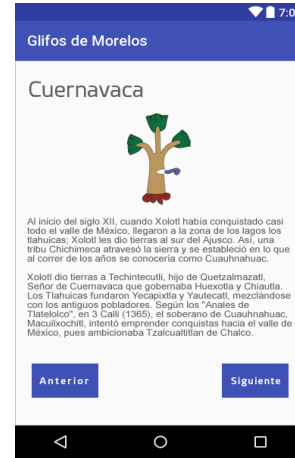 7:0
Glifos de Morelos
Cuernavaca
Al inicio del siglo XII, cuando Xolotl había conquistado casi
todo el valle de México, llegaron a la zona de los lagos los
tlahuicas; Xolotl les dio tierras al sur del Ajusco. Así, una
tribu Chichimeca atravesó la sierra y se estableció en lo que
al correr de los años se conocería como Cuauhnahuac.
Xolotl dio tierras a Techintecutli, hijo de Quetzalmazatl,
Señor de Cuernavaca que gobernaba Huexotla y Chiautla.
Los Tlahuicas fundaron Yecapixtla y Yautecatl, mezclándose
con los antiguos pobladores. Según los "Anales de
Tlatelolco", en 3 Calli (1365), el soberano de Cuauhnahuac,
Macuilxochitl, intentó emprender conquistas hacia el valle de
México, pues ambicionaba Tzalcualtitlan de Chalco.
Anterior
Siguiente